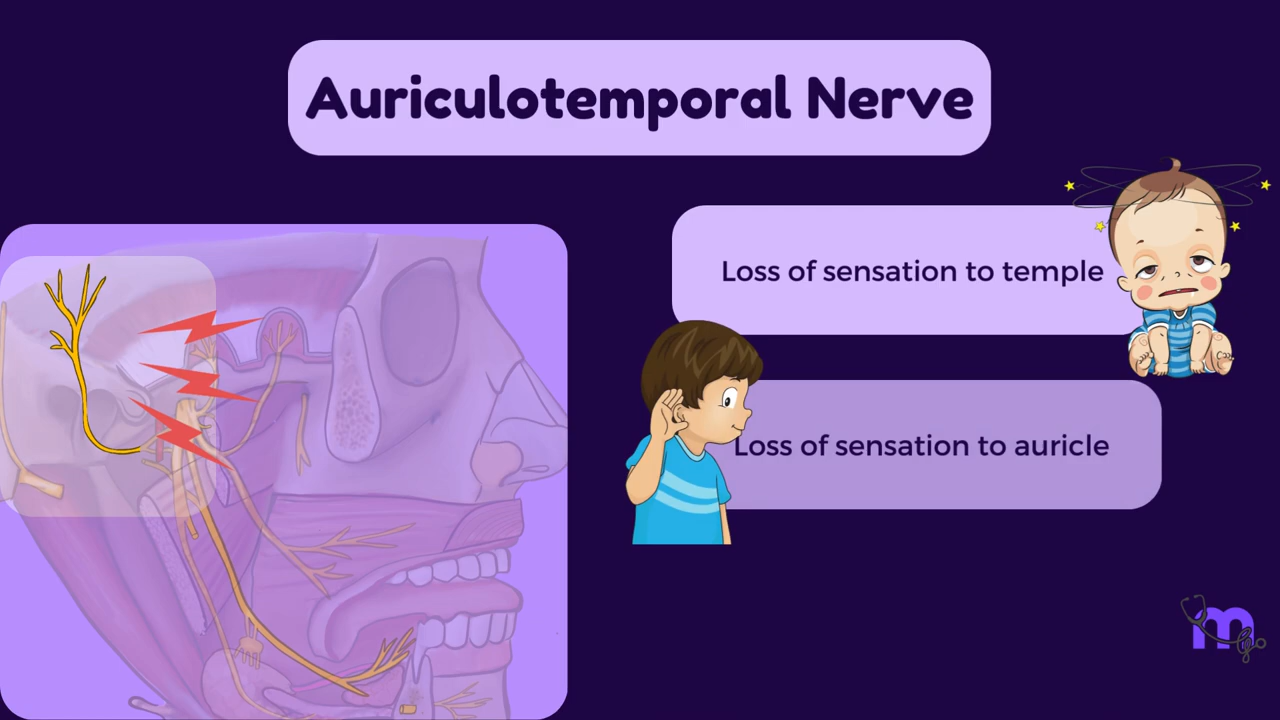 Auriculotemporal Nerve
Loss of sensation to temple
Loss of sensation to auricle
m